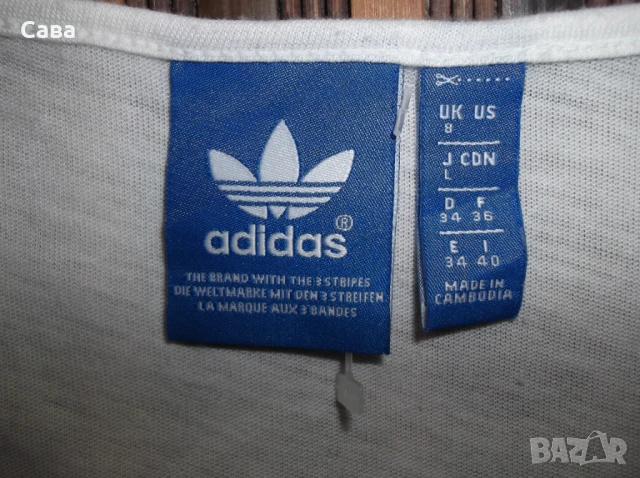 Сава
adidas®
THE BRAND WITH THE 3 STRIPES
DIE WELTMARKE MIT DEN 3 STREIFEN
LA MARQUE AUX 3 BANDES
UK US
8
J CDN
L
D F
34 36
E I
34 40
MADE IN
CAMBODIA
BAZAR